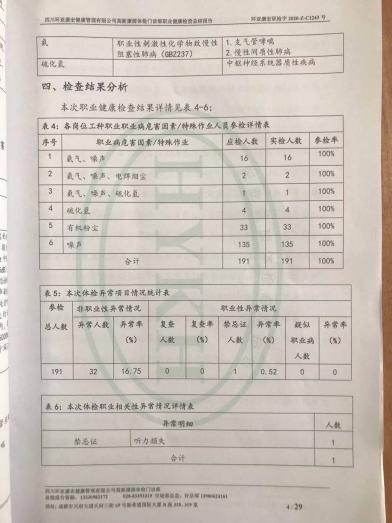 四川环亚康宏健康管理有限公司高新康频体检门诊部职业健康检查总结报告 环亚康宏职检字 2020-Z-C1243 号
氨 职业性刺激性化学物致慢性阻塞性肺病（GBZ237） 1.支气管哮喘 2.慢性间质性肺病
硫化氢 中枢神经系统器质性疾病
四、检查结果分析
本次职业健康检查结果详情见表 4-6：
表 4：各岗位工种职业病危害因素/特殊作业人员参检详情表
序号 职业病危害因素/特殊作业 应检人数 实检人数 参检率
1 氨气、噪声 16 16 100%
2 氨气、噪声、电焊烟尘 2 2 100%
3 氨气、噪声、硫化氢 1 1 100%
4 硫化氢 4 4 100%
5 有机粉尘 33 33 100%
6 噪声 135 135 100%
合计 191 191 100%
表 5：本次体检异常项目情况统计表
参检总人数 非职业性异常情况 职业性异常情况
异常人数 异常率（%） 复查人数 复查率（%） 禁忌证人数 异常率（%） 疑似职业病人数 异常率（%）
191 32 16.75 0 0 1 0.52 0 0
表 6：本次体检职业相关性异常情况详情表
异常明细 人数
禁忌证 听力损失 1
合计 1
HYKH
4 / 29